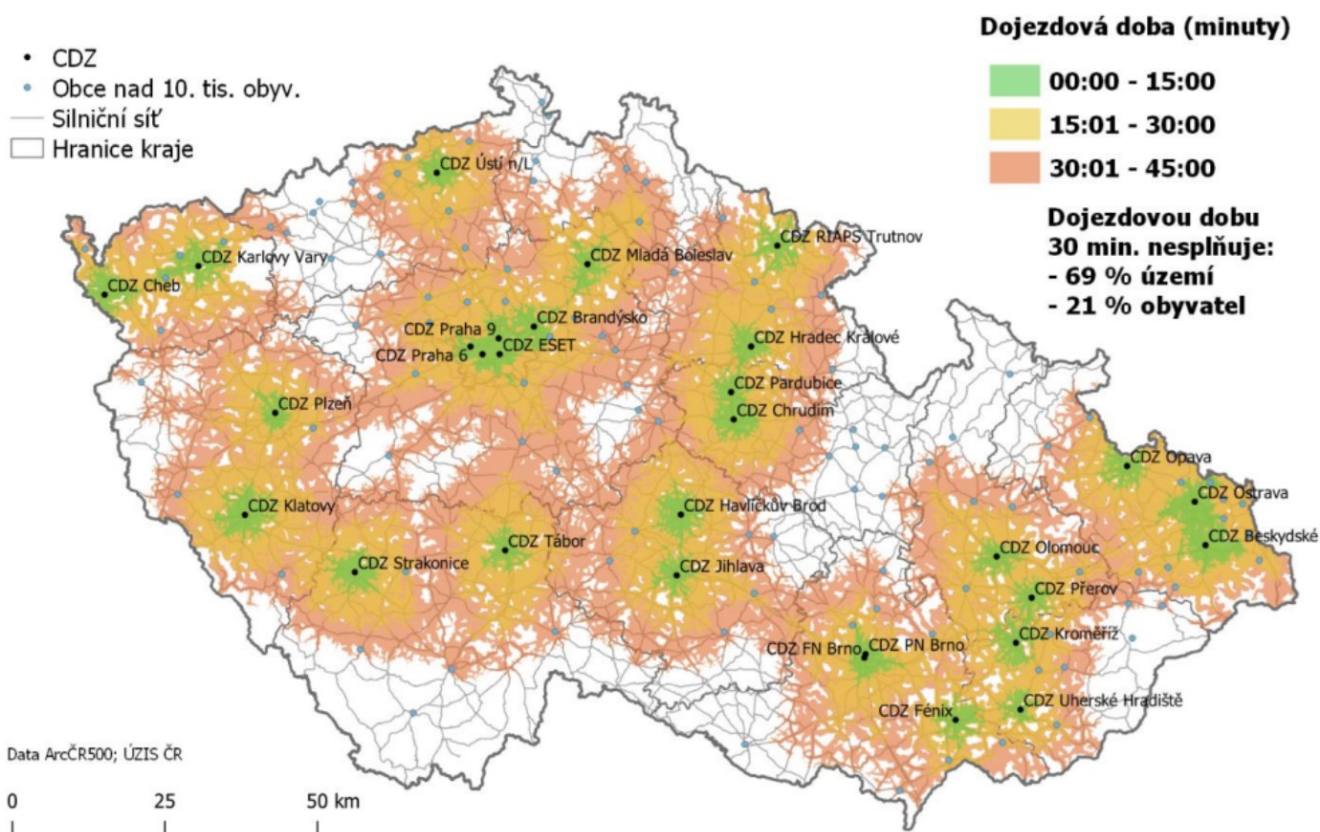 Dojezdová doba (minuty)
00:00 - 15:00
15:01 - 30:00
30:01 - 45:00
Dojezdovou dobu
30 min. nesplňuje:
- 69 % území
- 21 % obyvatel
CDZ
Obce nad 10. tis. obyv.
Silniční síť
Hranice kraje
CDZ Ústí n/L
CDZ RIAPS Trutnov
CDZ Karlovy Vary
CDZ Mladá Boleslav
CDZ Cheb
CDZ Brandýsko
CDZ Praha 9
CDZ ESET
CDZ Praha 6
CDZ Hradec Králové
CDZ Pardubice
CDZ Plzeň
CDZ Chrudim
CDZ Opava
CDZ Ostrava
CDZ Klatovy
CDZ Havlíčkův Brod
CDZ Beskydské
CDZ Tábor
CDZ Olomouc
CDZ Strakonice
CDZ Jihlava
CDZ Přerov
CDZ Kroměříž
CDZ FN Brno
CDZ PN Brno
CDZ Uherské Hradiště
CDZ Fénix
Data ArcČR500; ÚZIS ČR
0 25 50 km